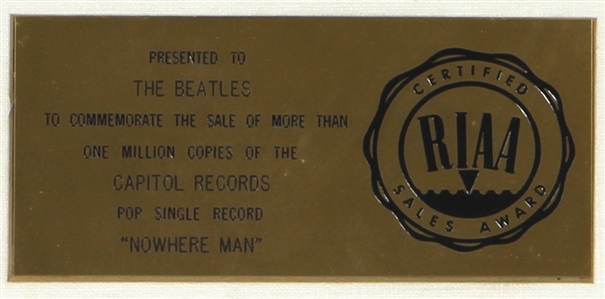 PRESENTED TO
THE BEATLES
TO COMMEMORATE THE SALE OF MORE THAN
ONE MILLION COPIES OF THE
CAPITOL RECORDS
POP SINGLE RECORD
"NOWHERE MAN"
CERTIFIED
RIAA
SALES AWARD